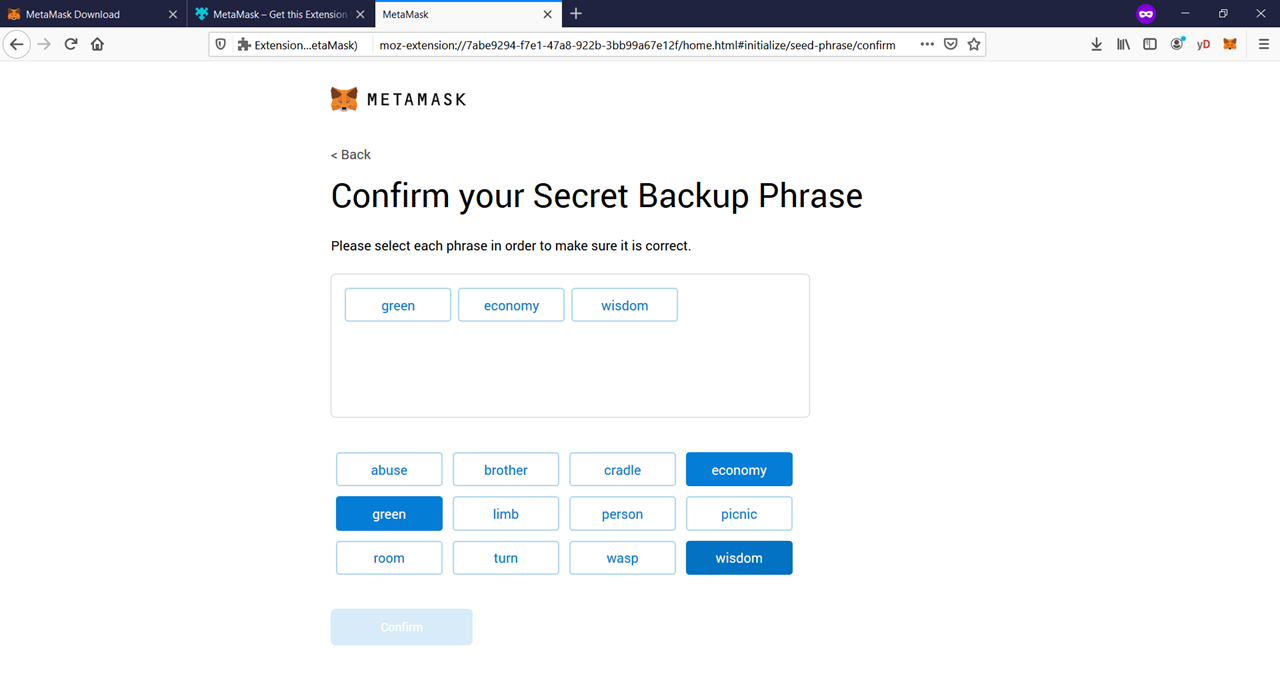 MetaMask Download MetaMask – Get this Extension MetaMask
Extension...etaMask) moz-extension://7abe9294-f7e1-47a8-922b-3bb99a67e12f/home.html#initialize/seed-phrase/confirm yD
METAMASK
< Back
Confirm your Secret Backup Phrase
Please select each phrase in order to make sure it is correct.
green economy wisdom
abuse brother cradle economy
green limb person picnic
room turn wasp wisdom
Confirm